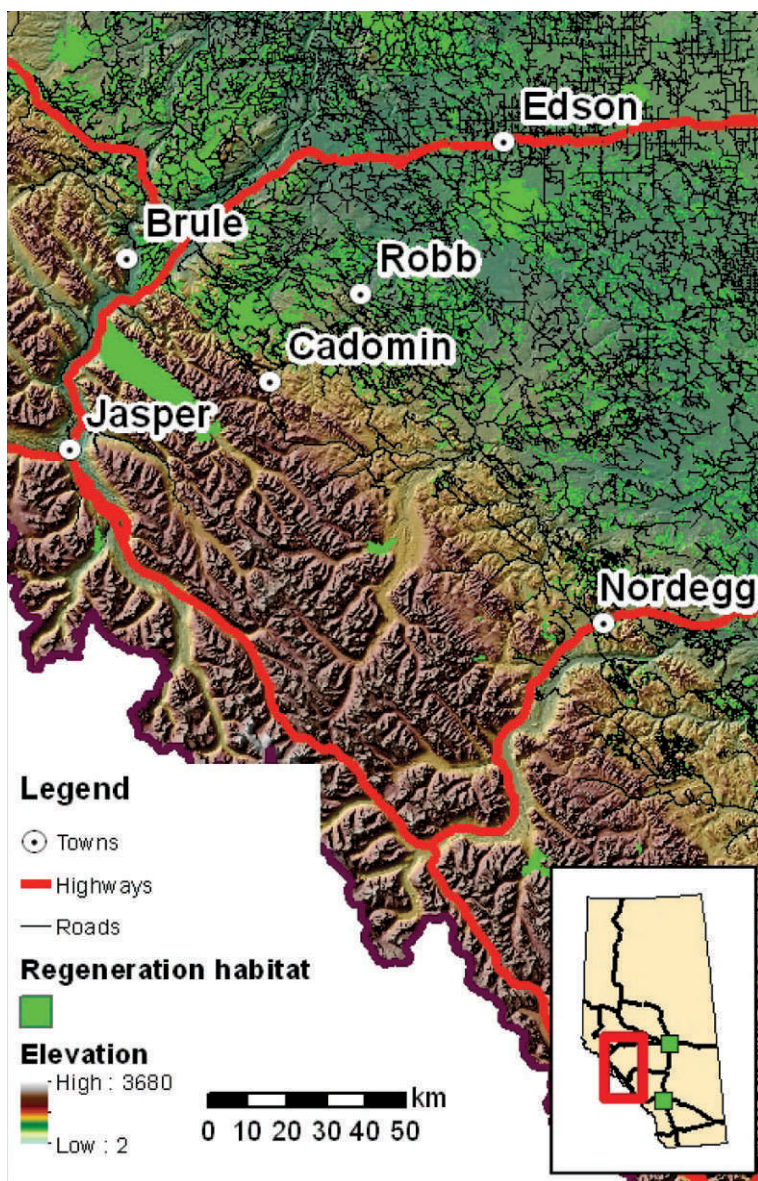 Edson
Brule
Robb
Cadomin
Jasper
Nordegg
Legend
Towns
Highways
Roads
Regeneration habitat
Elevation
High : 3680
Low : 2
km
0 10 20 30 40 50